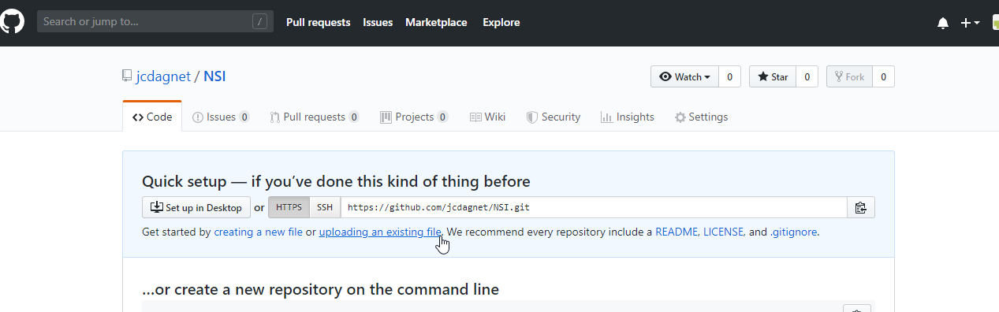 Search or jump to... / Pull requests Issues Marketplace Explore
jcdagnet / NSI Watch 0 Star 0 Fork 0
Code Issues 0 Pull requests 0 Projects 0 Wiki Security Insights Settings
Quick setup — if you’ve done this kind of thing before
Set up in Desktop or HTTPS SSH https://github.com/jcdagnet/NSI.git
Get started by creating a new file or uploading an existing file. We recommend every repository include a README, LICENSE, and .gitignore.
…or create a new repository on the command line